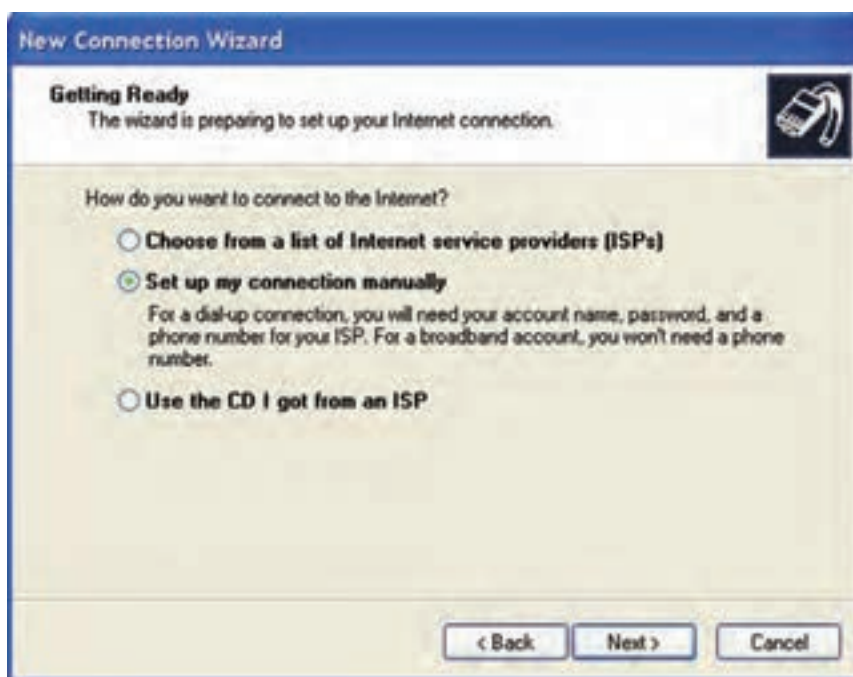 New Connection Wizard
Getting Ready
The wizard is preparing to set up your Internet connection.
How do you want to connect to the Internet?
Choose from a list of Internet service providers (ISPs)
Set up my connection manually
For a dial-up connection, you will need your account name, password, and a
phone number for your ISP. For a broadband account, you won't need a phone
number.
Use the CD I got from an ISP
< Back Next > Cancel